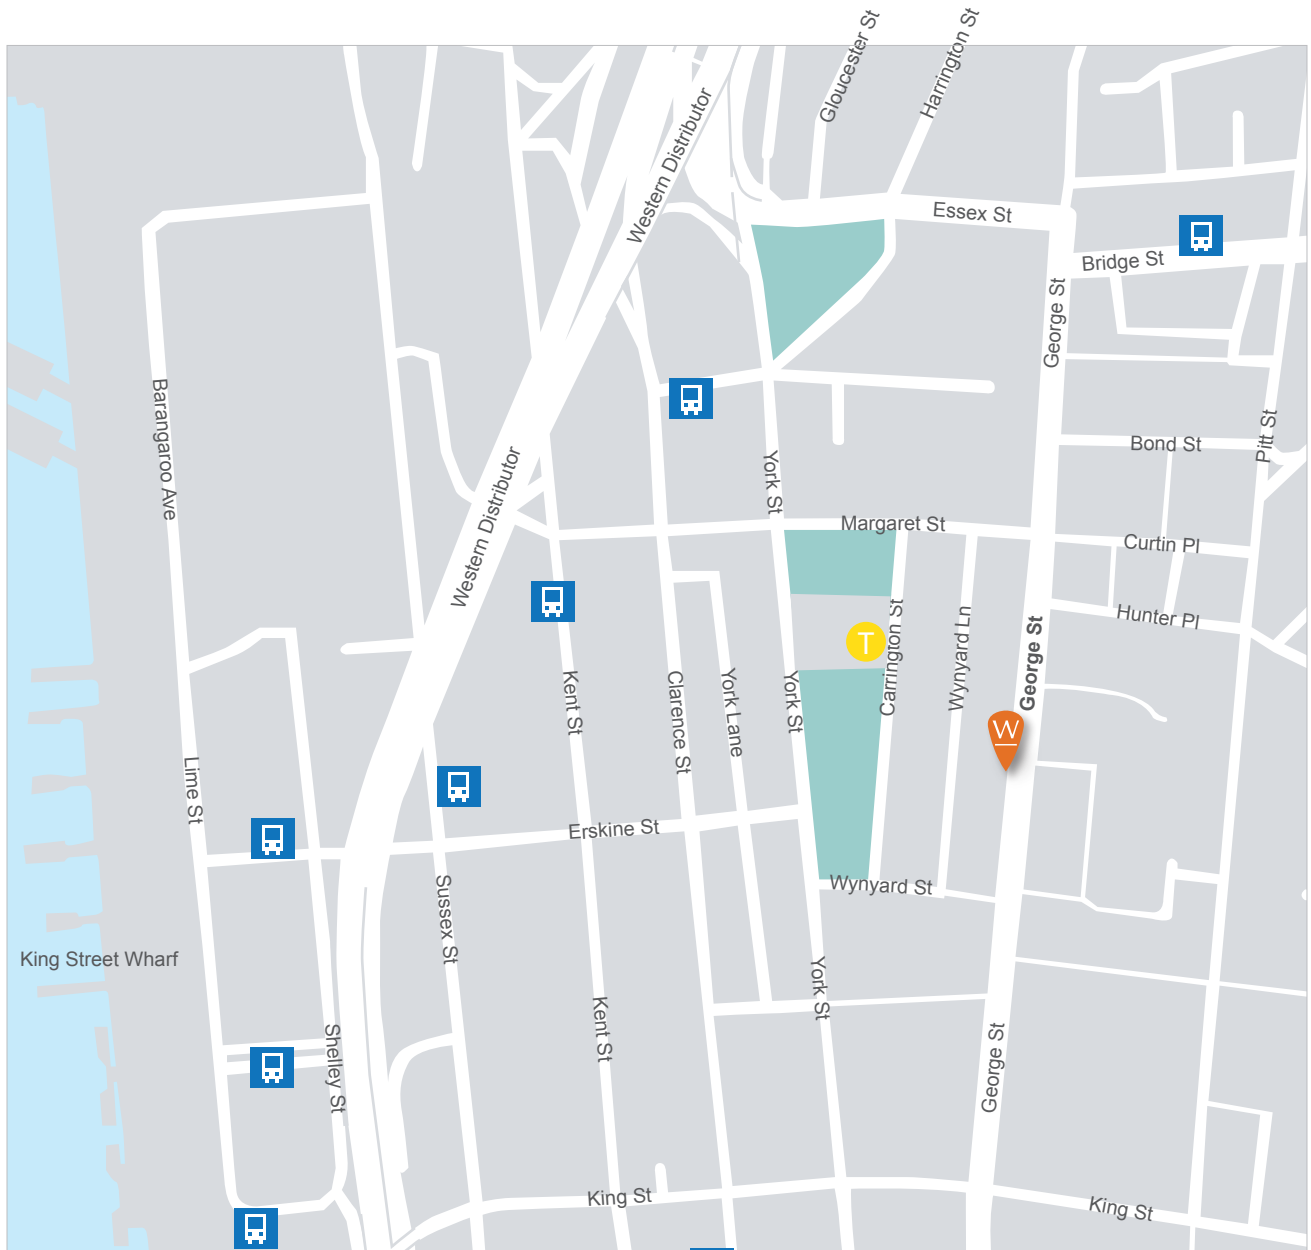 Gloucester St
Harrington St
Western Distributor
Essex St
Bridge St
George St
Barangaroo Ave
York St
Bond St
Pitt St
Western Distributor
Margaret St
Curtin Pl
Hunter Pl
T
Carrington St
Wynyard Ln
George St
Kent St
Clarence St
York Lane
York St
W
Lime St
Erskine St
Wynyard St
Sussex St
King Street Wharf
York St
Kent St
Shelley St
George St
King St
King St